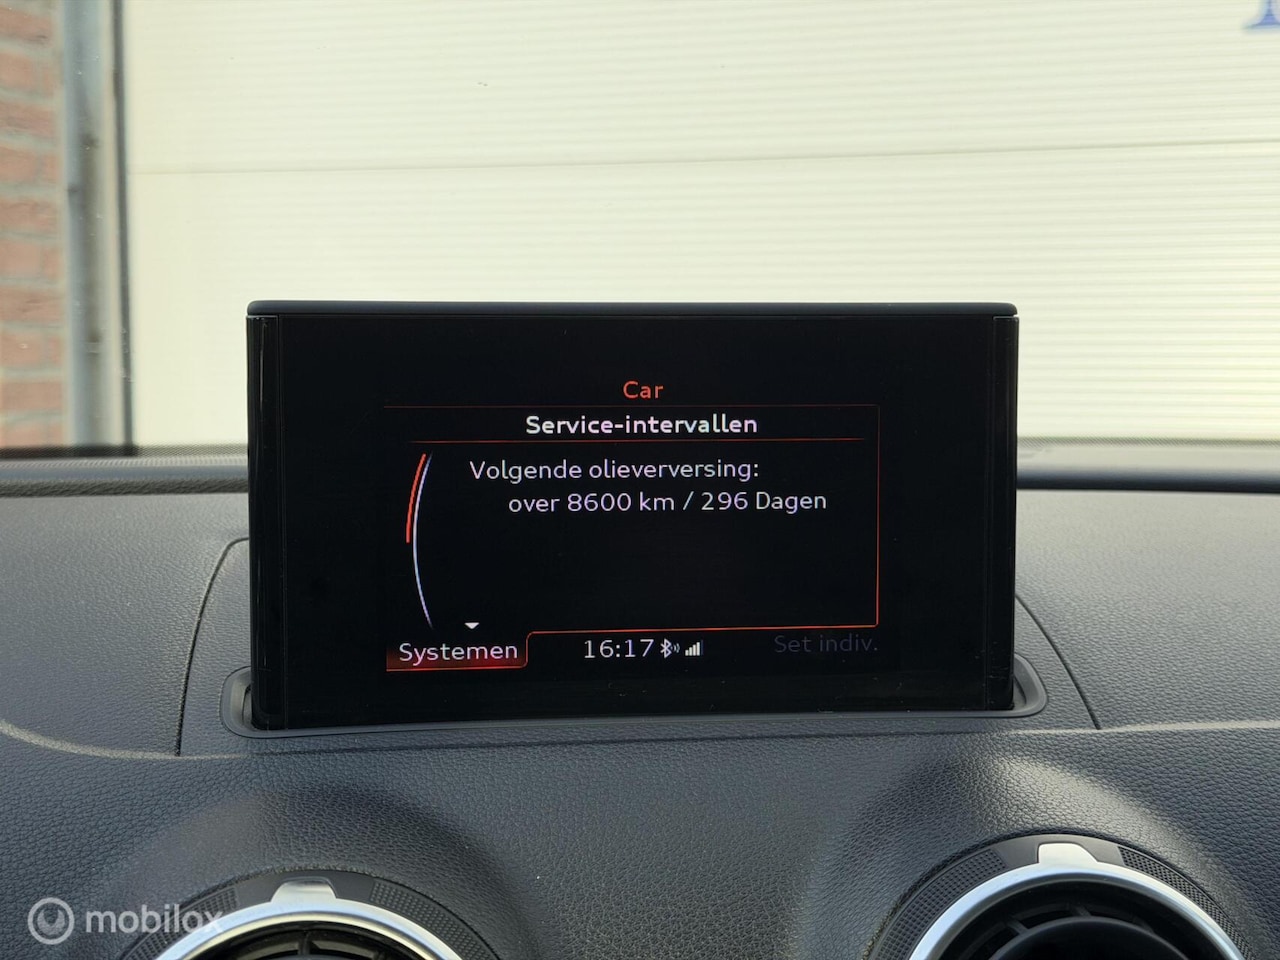 Car
Service-intervallen
Volgende olieverversing:
over 8600 km / 296 Dagen
Systemen
16:17
Set indiv.
mobilox